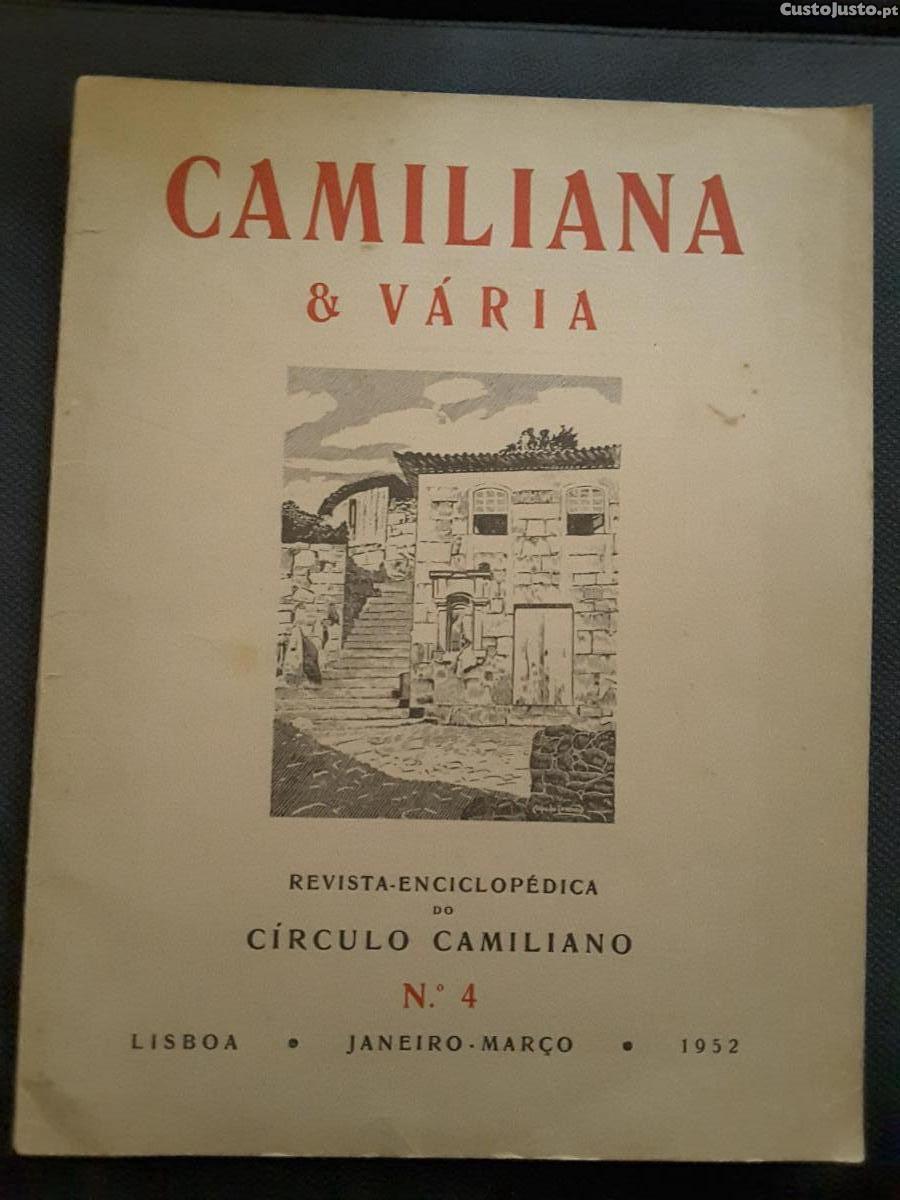 CustoJusto.pt
CAMILIANA
& VÁRIA
REVISTA-ENCICLOPÉDICA
DO
CÍRCULO CAMILIANO
N.º 4
LISBOA • JANEIRO-MARÇO • 1952